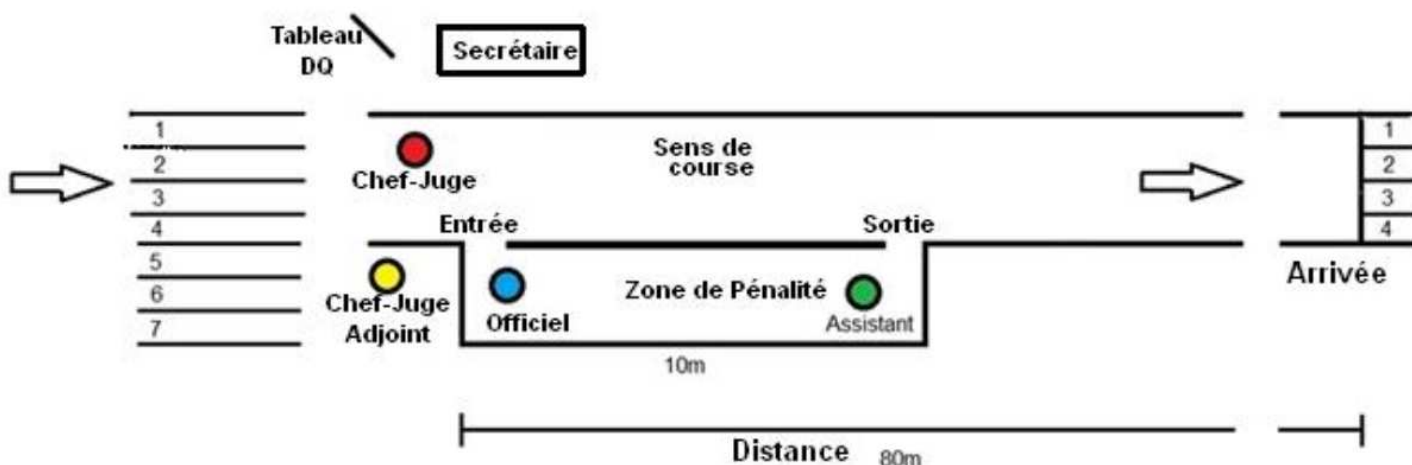 Tableau
DQ
Secrétaire
1
2
3
4
5
6
7
Chef-Juge
Sens de
course
1
2
3
4
Entrée
Sortie
Arrivée
Chef-Juge
Adjoint
Officiel
Zone de Pénalité
Assistant
10m
Distance 80m